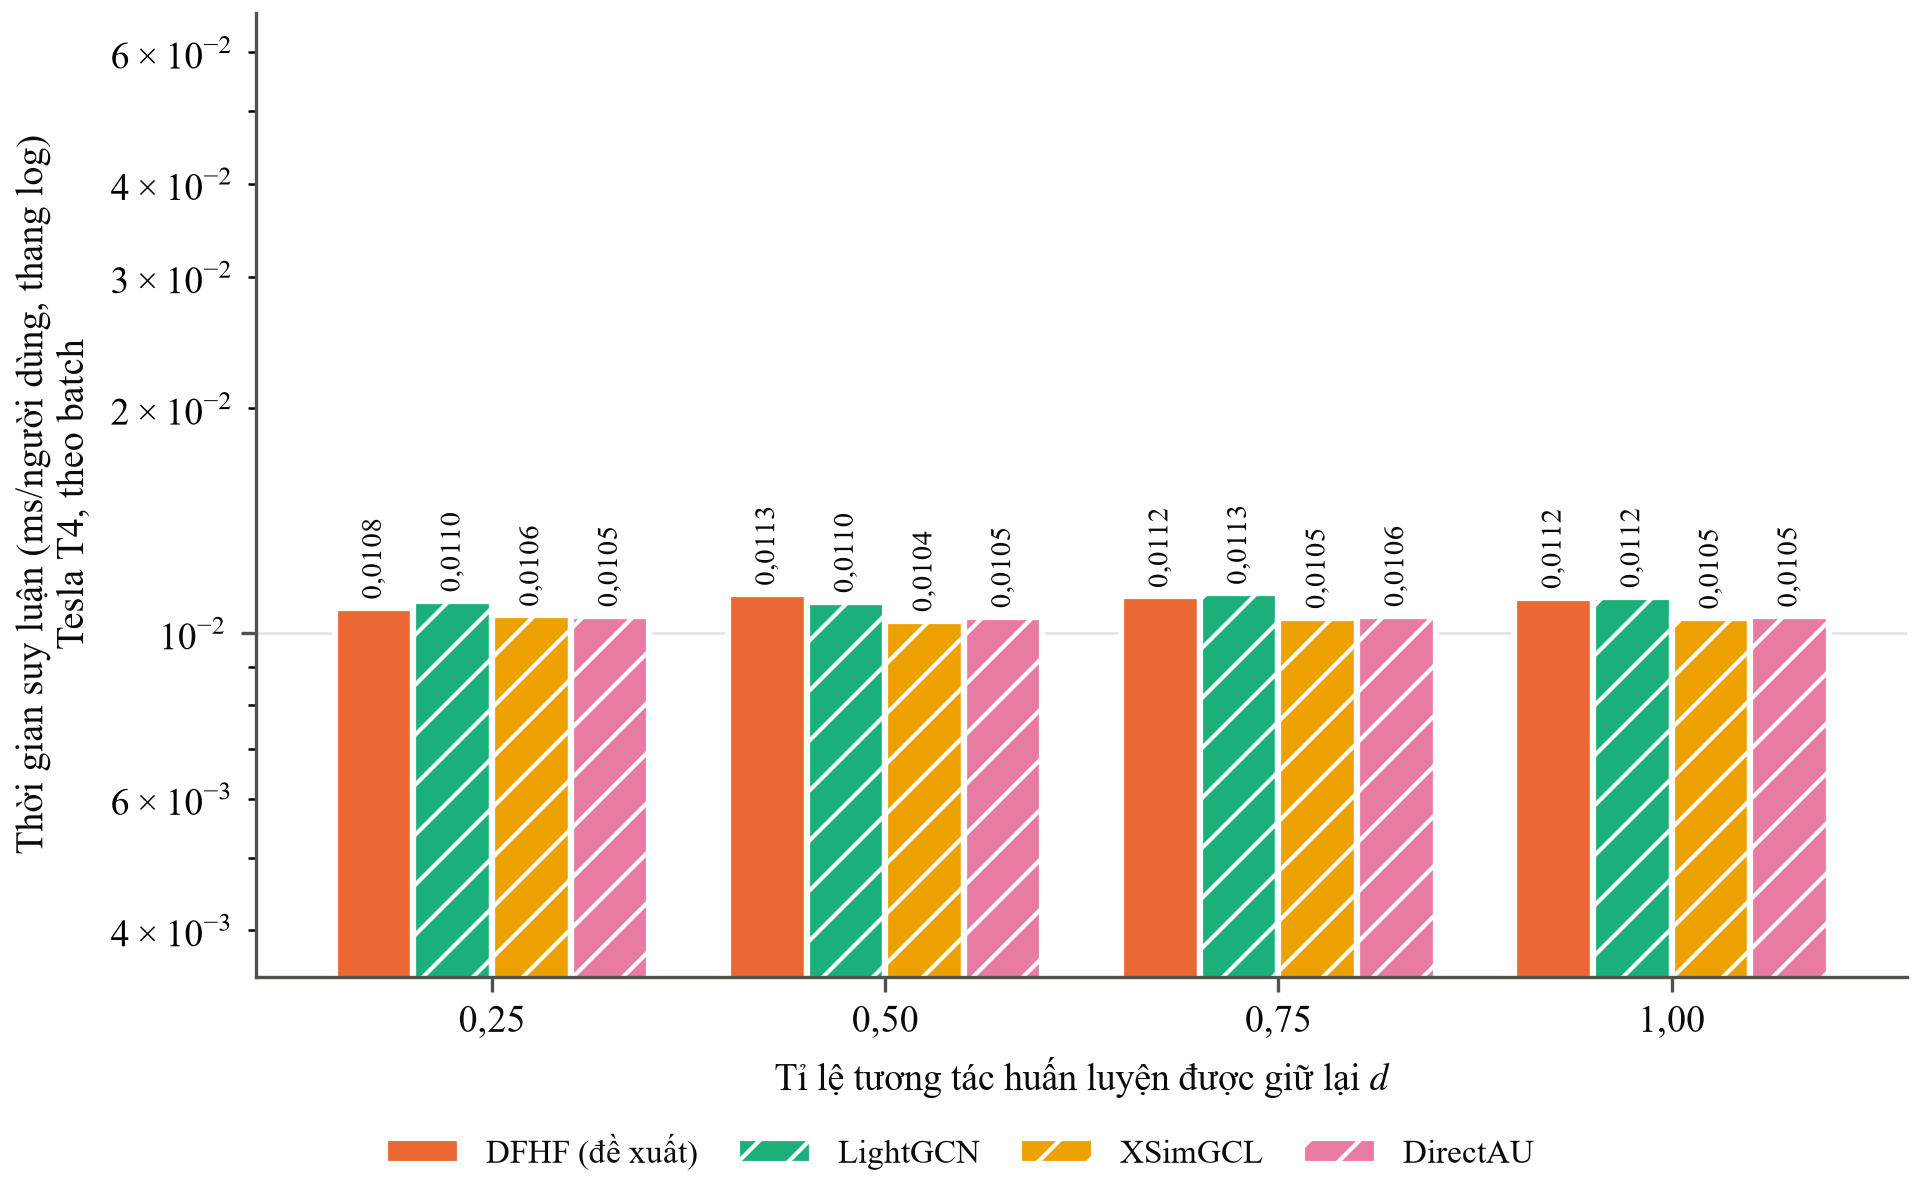 Thời gian suy luận (ms/người dùng, thang log)
Tesla T4, theo batch
6 × 10⁻²
4 × 10⁻²
3 × 10⁻²
2 × 10⁻²
10⁻²
6 × 10⁻³
4 × 10⁻³
0,0108 0,0110 0,0106 0,0105
0,0113 0,0110 0,0104 0,0105
0,0112 0,0113 0,0105 0,0106
0,0112 0,0112 0,0105 0,0105
0,25 0,50 0,75 1,00
Tỉ lệ tương tác huấn luyện được giữ lại d
DFHF (đề xuất) LightGCN XSimGCL DirectAU